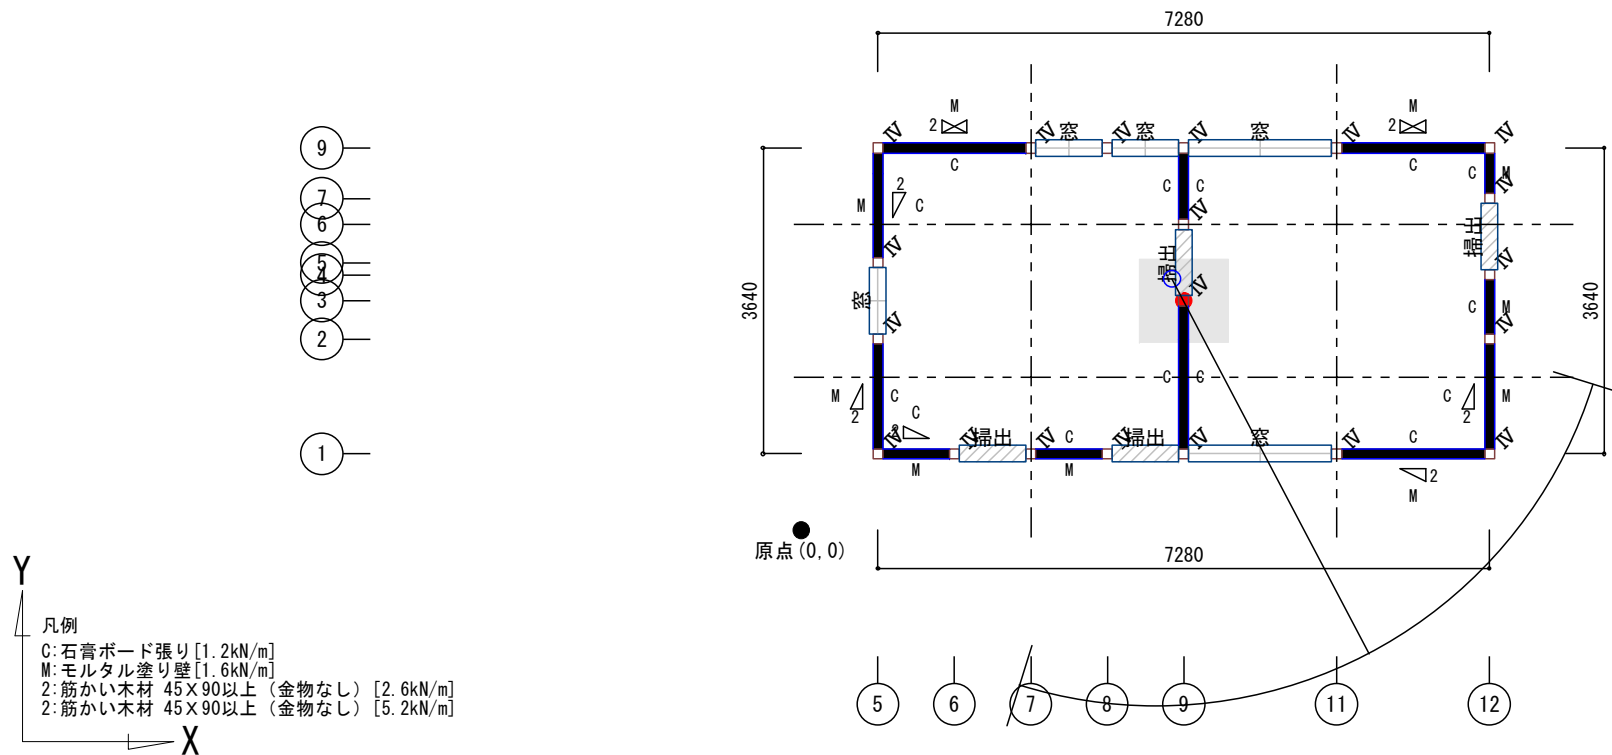 7280
M
M
2
2
Ⅳ
Ⅳ
窓
Ⅳ
窓
Ⅳ
窓
Ⅳ
Ⅳ
9
C
C
2
M
C
C
C
C
M
Ⅳ
7
6
Ⅳ
Ⅳ
掃出
掃出
Ⅳ
5
4
3
2
1
3640
窓
Ⅳ
Ⅳ
C
M
Ⅳ
3640
C
C
M
2
C
C
2
M
C
2
Ⅳ
掃出
Ⅳ
C
Ⅳ
掃出
Ⅳ
Ⅳ
窓
Ⅳ
C
Ⅳ
M
M
2
M
原点(0,0)
7280
Y
凡例
C:石膏ボード張り[1.2kN/m]
M:モルタル塗り壁[1.6kN/m]
2:筋かい木材 45X90以上（金物なし）[2.6kN/m]
2:筋かい木材 45X90以上（金物なし）[5.2kN/m]
X
5
6
7
8
9
11
12